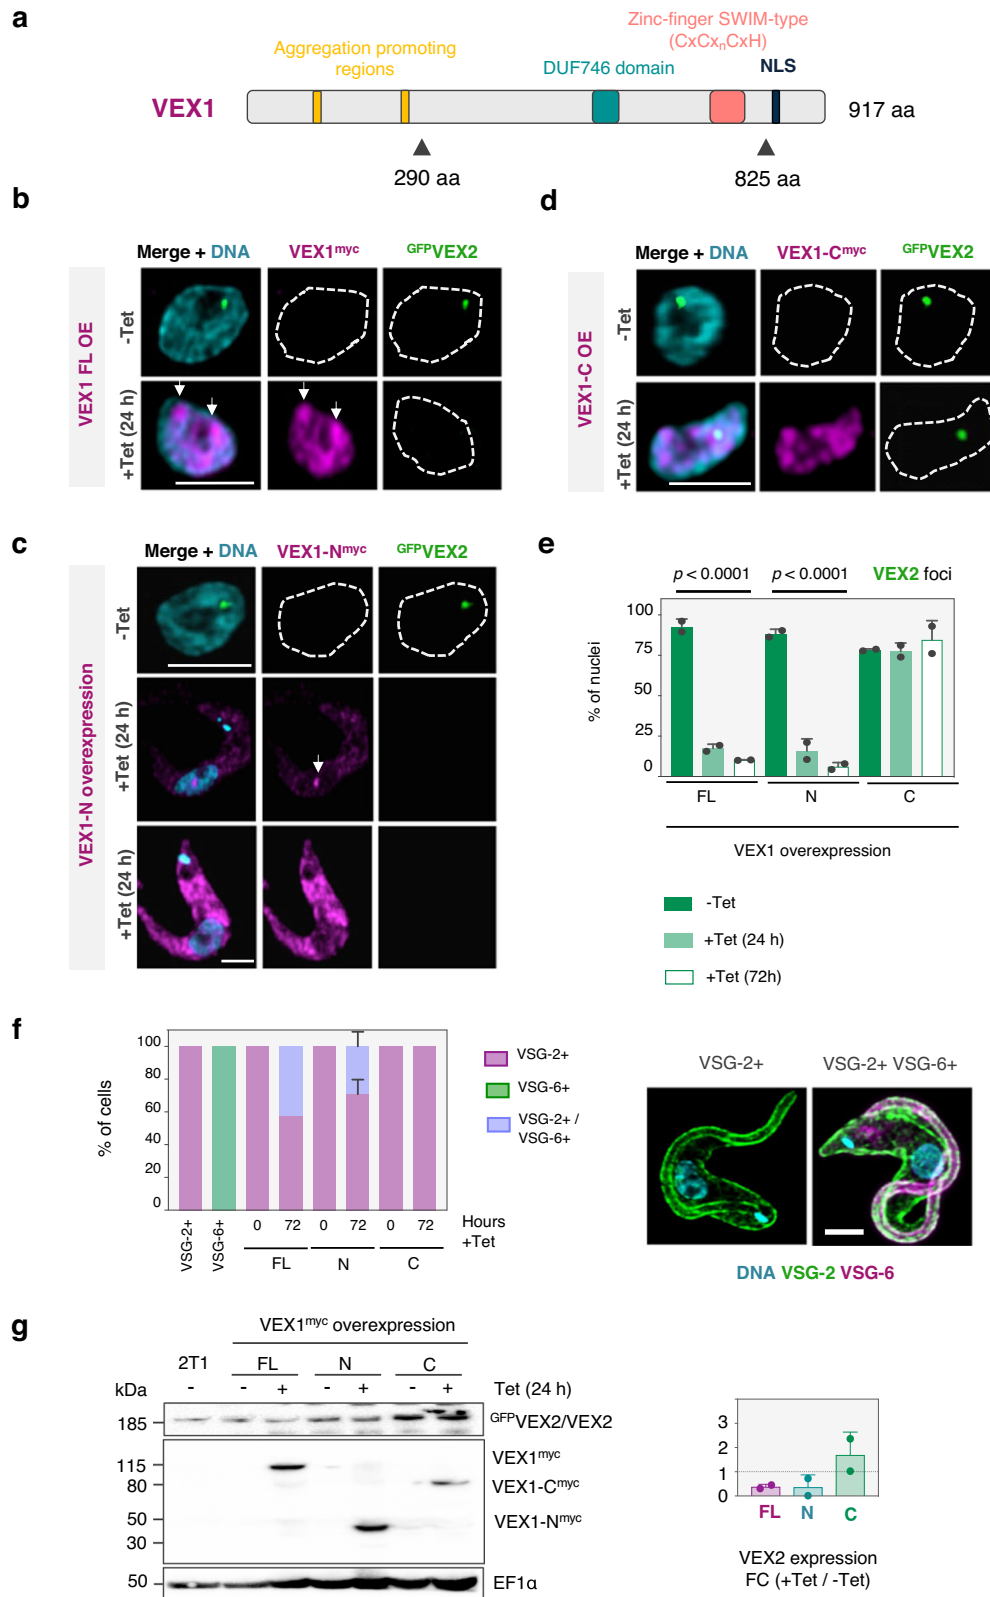 a
Aggregation promoting
regions
Zinc-finger SWIM-type
(CxCxnCxH)
DUF746 domain
NLS
VEX1
917 aa
290 aa
825 aa
b
Merge + DNA
VEX1myc
GFPVEX2
VEX1 FL OE
-Tet
+Tet (24 h)
d
Merge + DNA
VEX1-Cmyc
GFPVEX2
VEX1-C OE
-Tet
+Tet (24 h)
c
Merge + DNA
VEX1-Nmyc
GFPVEX2
VEX1-N overexpression
-Tet
+Tet (24 h)
+Tet (24 h)
e
p < 0.0001
p < 0.0001
VEX2 foci
% of nuclei
100
75
50
25
0
FL
N
C
VEX1 overexpression
-Tet
+Tet (24 h)
+Tet (72h)
f
% of cells
100
80
60
40
20
0
VSG-2+
VSG-6+
0
72
0
72
0
72
Hours
+Tet
FL
N
C
VSG-2+
VSG-6+
VSG-2+ /
VSG-6+
VSG-2+
VSG-2+ VSG-6+
DNA VSG-2 VSG-6
g
VEX1myc overexpression
2T1
FL
N
C
kDa
-
-
+
-
+
-
+
Tet (24 h)
185
GFPVEX2/VEX2
115
80
50
30
VEX1myc
VEX1-Cmyc
VEX1-Nmyc
50
EF1α
3
2
1
0
FL
N
C
VEX2 expression
FC (+Tet / -Tet)